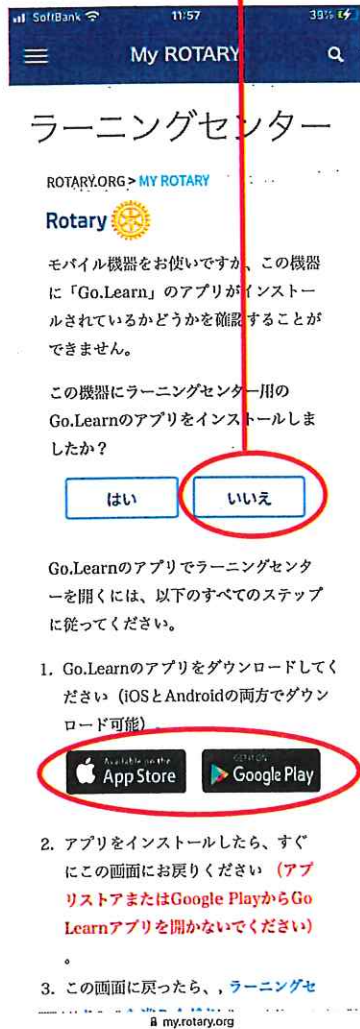 SoftBank 11:57 39%
My ROTARY
ラーニングセンター
ROTARY.ORG > MY ROTARY
Rotary
モバイル機器をお使いですが、この機器
に「Go.Learn」のアプリがインストー
ルされているかどうかを確認することが
できません。
この機器にラーニングセンター用の
Go.Learnのアプリをインストールしま
したか？
はい いいえ
Go.Learnのアプリでラーニングセンタ
ーを開くには、以下のすべてのステップ
に従ってください。
1. Go.Learnのアプリをダウンロードしてく
ださい（iOSとAndroidの両方でダウン
ロード可能）
Available on the
App Store
GET IT ON
Google Play
2. アプリをインストールしたら、すぐ
にこの画面にお戻りください （アプ
リストアまたはGoogle PlayからGo
Learnアプリを開かないでください）
。
3. この画面に戻ったら、, ラーニングセ
my.rotary.org